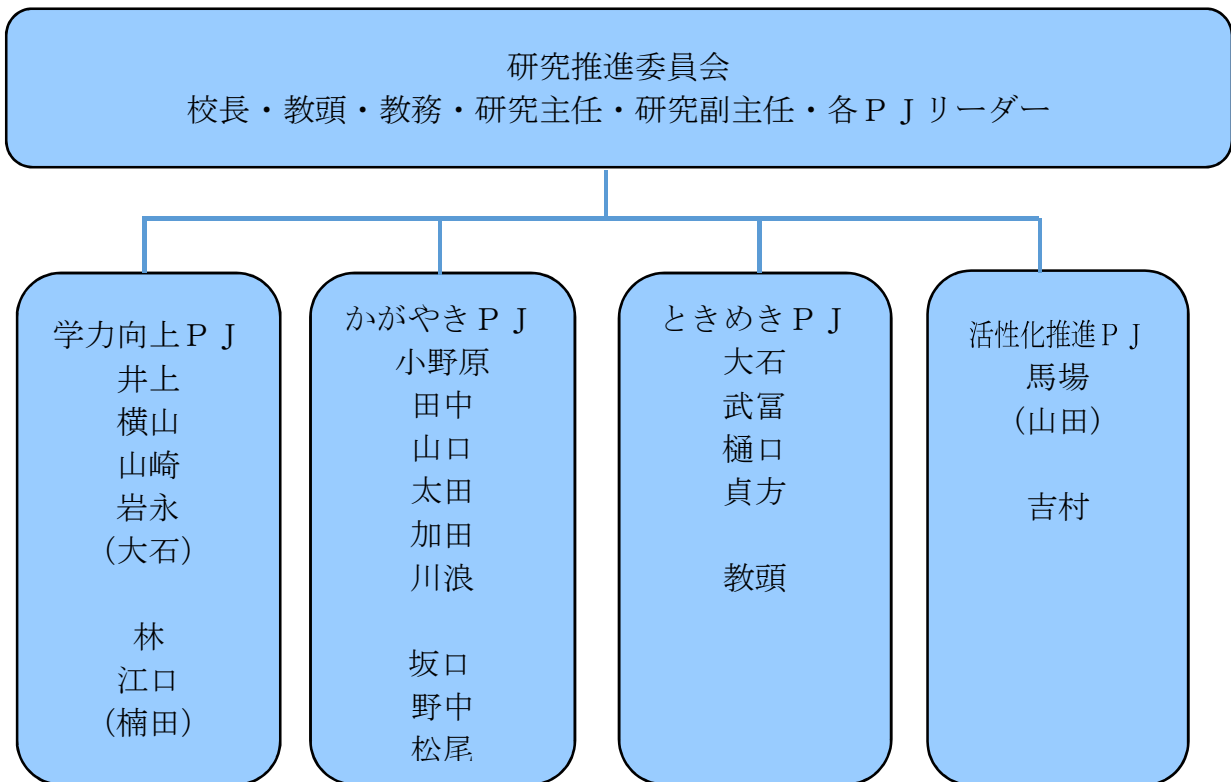 研究推進委員会
校長・教頭・教務・研究主任・研究副主任・各ＰＪリーダー
学力向上ＰＪ
井上
横山
山崎
岩永
(大石)
林
江口
(楠田)
かがやきＰＪ
小野原
田中
山口
太田
加田
川浪
坂口
野中
松尾
ときめきＰＪ
大石
武冨
樋口
貞方
教頭
活性化推進ＰＪ
馬場
(山田)
吉村